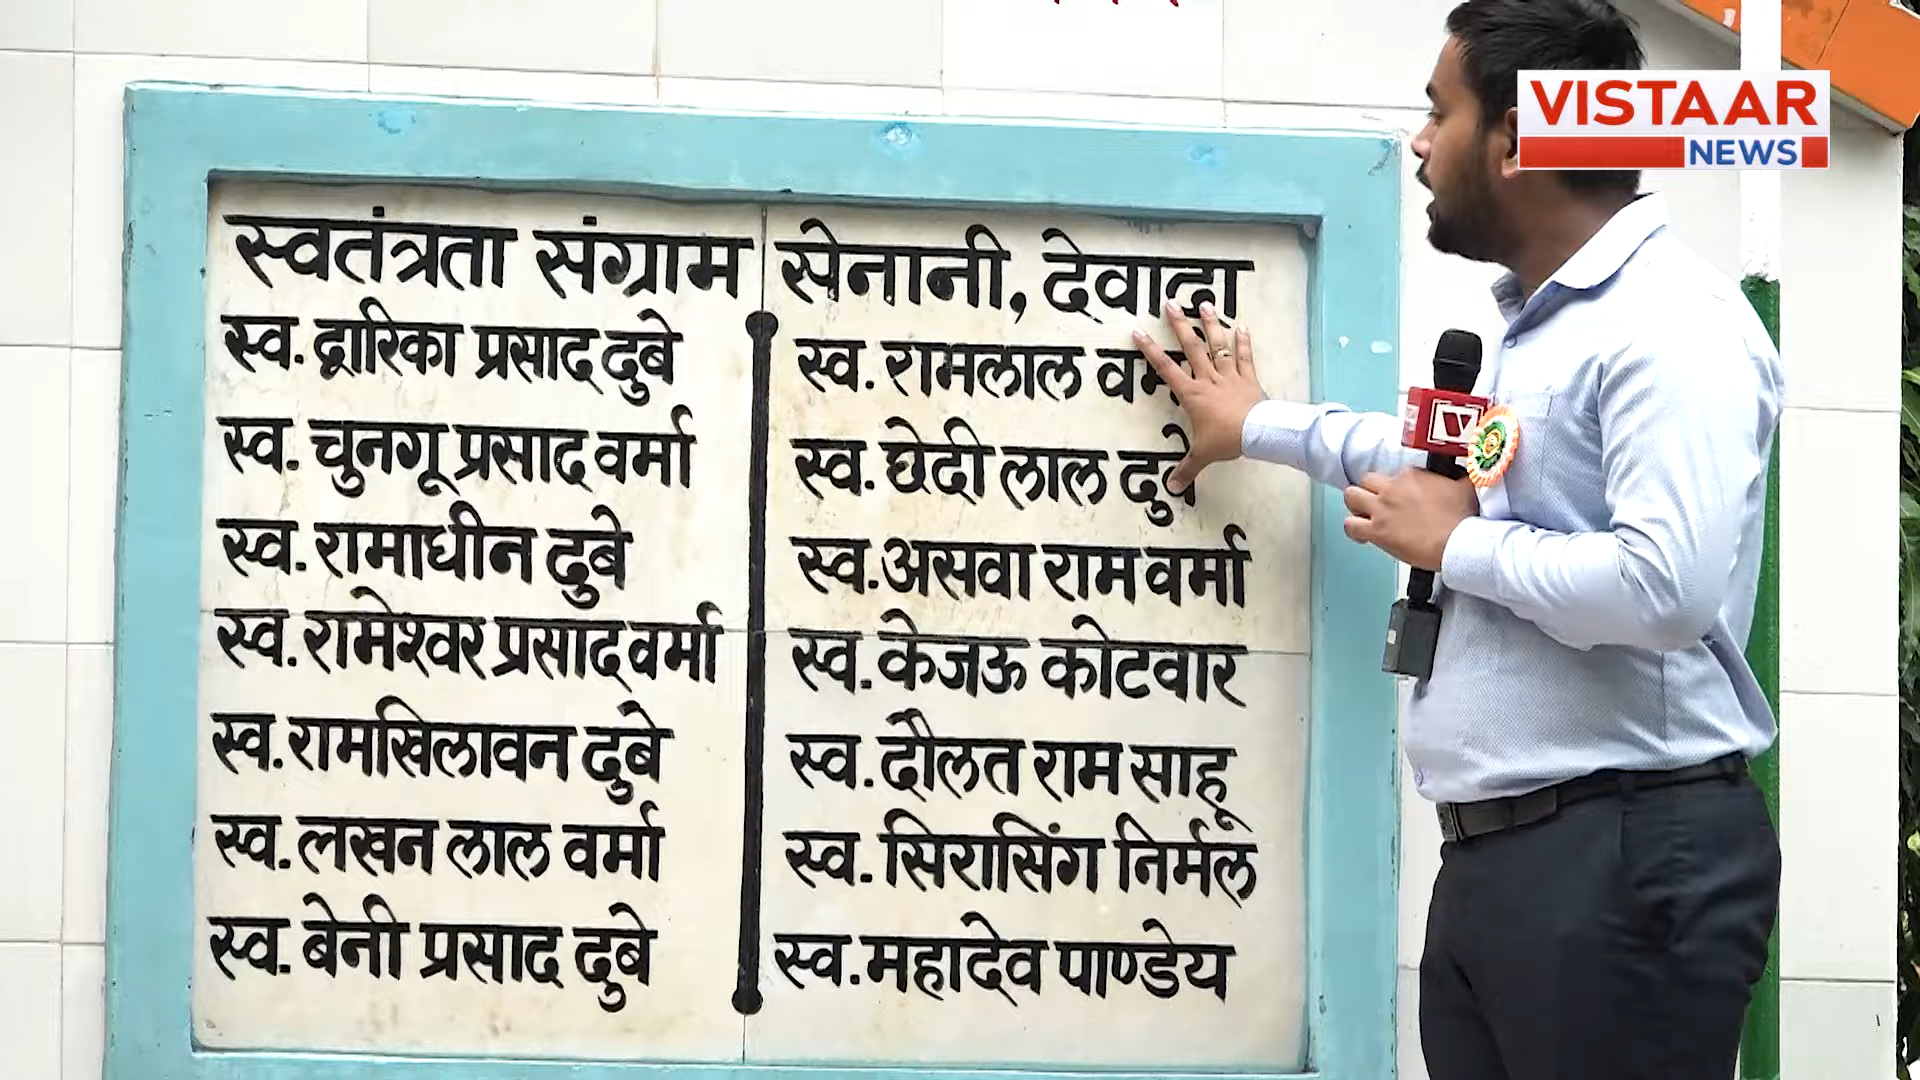 VISTAAR
NEWS
स्वतंत्रता संग्राम सेनानी, देवादा
स्व. द्वारिका प्रसाद दुबे
स्व. चुनगू प्रसाद वर्मा
स्व. रामाधीन दुबे
स्व. रामेश्वर प्रसाद वर्मा
स्व. रामखिलावन दुबे
स्व. लखन लाल वर्मा
स्व. बेनी प्रसाद दुबे
स्व. रामलाल
स्व. छेदी लाल दुबे
स्व. असवा राम वर्मा
स्व. केजऊ कोटवार
स्व. दौलत राम साहू
स्व. सिरासिंग निर्मल
स्व. महादेव पाण्डेय